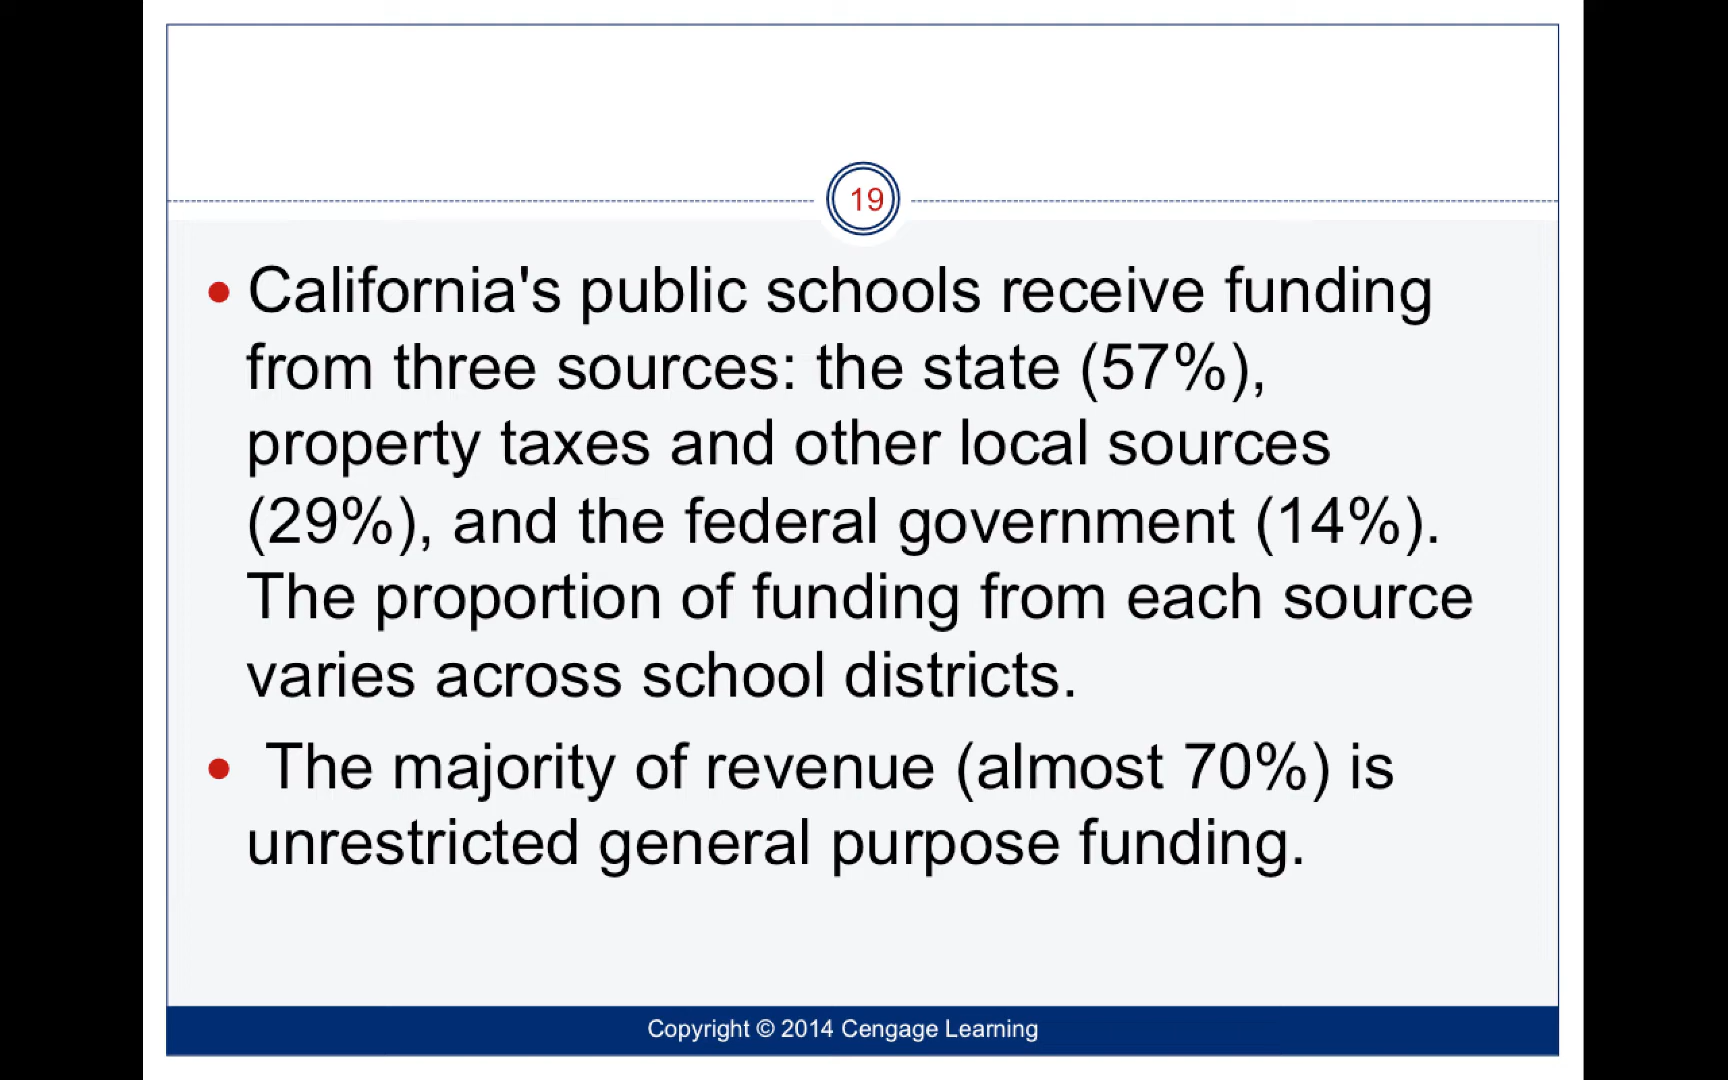 19
• California's public schools receive funding
from three sources: the state (57%),
property taxes and other local sources
(29%), and the federal government (14%).
The proportion of funding from each source
varies across school districts.
• The majority of revenue (almost 70%) is
unrestricted general purpose funding.
Copyright © 2014 Cengage Learning